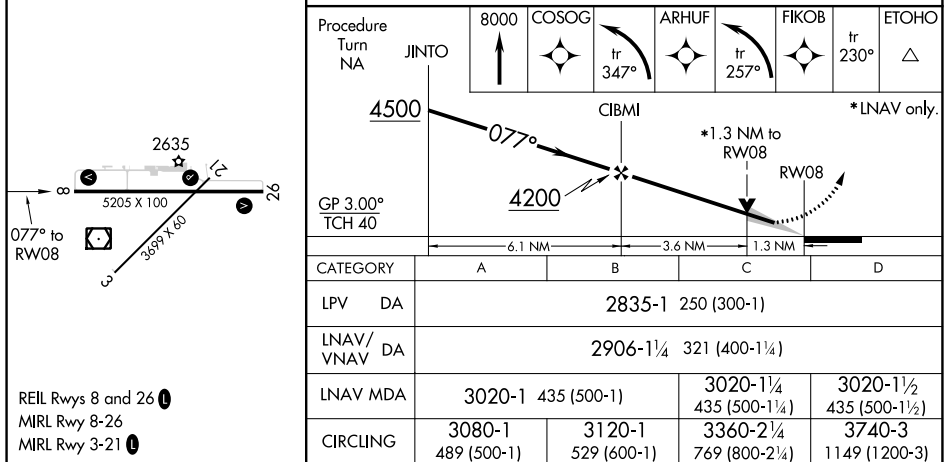 2635
21
8
26
5205 X 100
3699 X 60
3
077° to
RW08
REIL Rwys 8 and 26 L
MIRL Rwy 8-26
MIRL Rwy 3-21 L
Procedure
Turn
NA
JINTO
8000
COSOG
tr
347°
ARHUF
tr
257°
FIKOB
tr
230°
ETOHO
4500
077°
CIBMI
4200
*LNAV only.
*1.3 NM to
RW08
RW08
GP 3.00°
TCH 40
6.1 NM
3.6 NM
1.3 NM
CATEGORY A B C D
LPV DA 2835-1 250 (300-1)
LNAV/
VNAV DA 2906-1¼ 321 (400-1¼)
LNAV MDA 3020-1 435 (500-1) 3020-1¼ 435 (500-1¼) 3020-1½ 435 (500-1½)
CIRCLING 3080-1 489 (500-1) 3120-1 529 (600-1) 3360-2¼ 769 (800-2¼) 3740-3 1149 (1200-3)